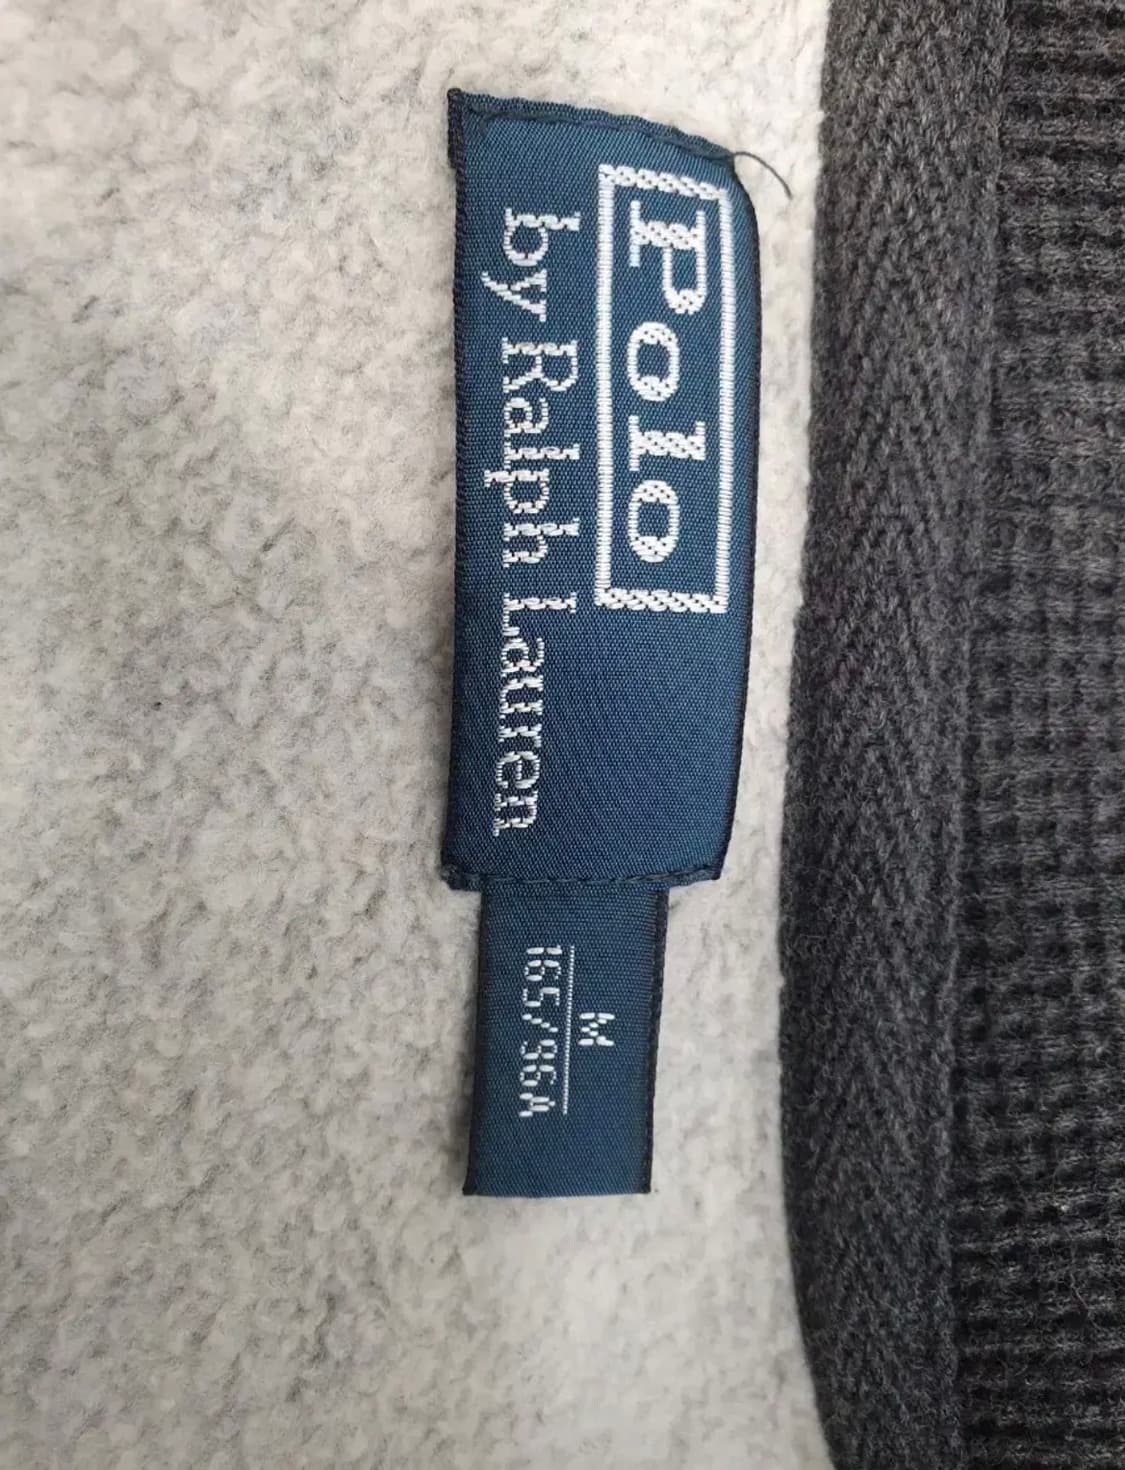 Polo
by Ralph Lauren
M
165/96A